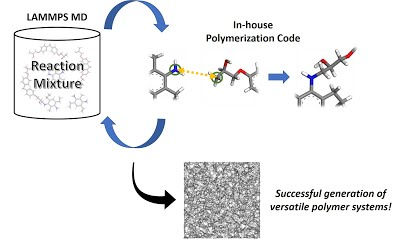 LAMMPS MD
Reaction
Mixture
In-house
Polymerization Code
Successful generation of
versatile polymer systems!